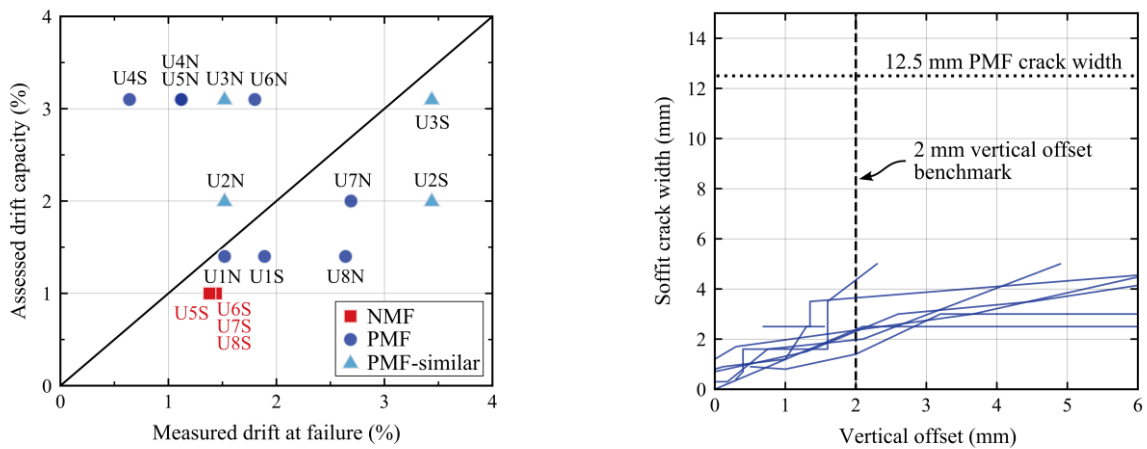 4
3
2
1
0
Assessed drift capacity (%)
U4S
U4N
U5N
U3N
U6N
U3S
U2N
U7N
U2S
U1N
U1S
U8N
U5S
U6S
U7S
U8S
NMF
PMF
PMF-similar
0
1
2
3
4
Measured drift at failure (%)
14
12
10
8
6
4
2
0
Soffit crack width (mm)
12.5 mm PMF crack width
2 mm vertical offset
benchmark
0
1
2
3
4
5
6
Vertical offset (mm)